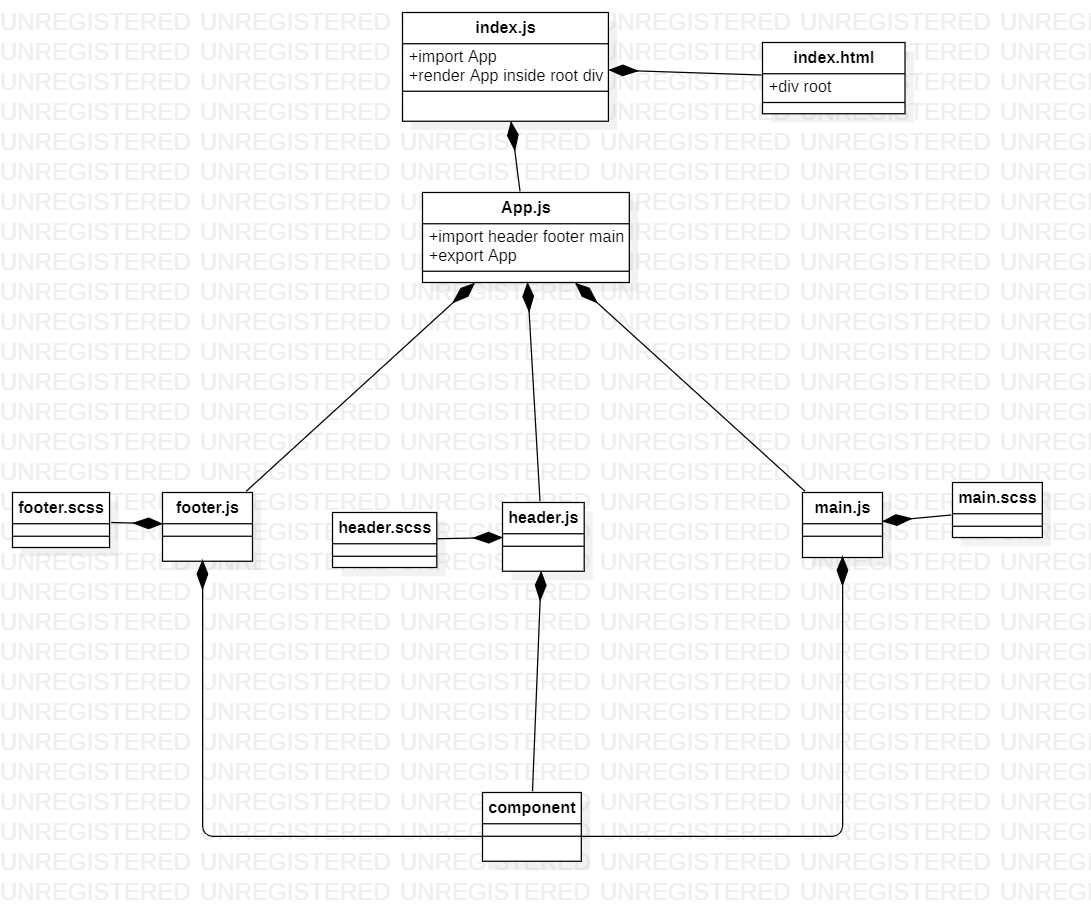 index.js
+import App
+render App inside root div
index.html
+div root
App.js
+import header footer main
+export App
footer.scss
footer.js
header.scss
header.js
main.js
main.scss
component
UNREGISTERED